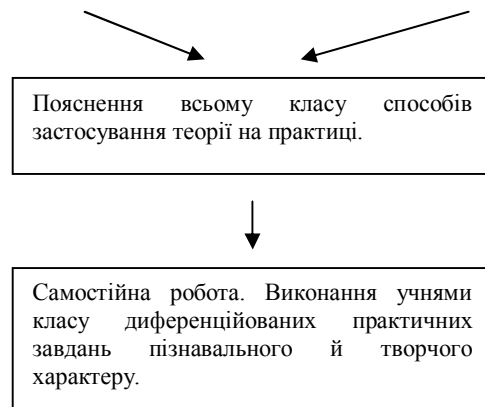 Пояснення всьому класу способів
застосування теорії на практиці.
Самостійна робота. Виконання учнями
класу диференційованих практичних
завдань пізнавального й творчого
характеру.